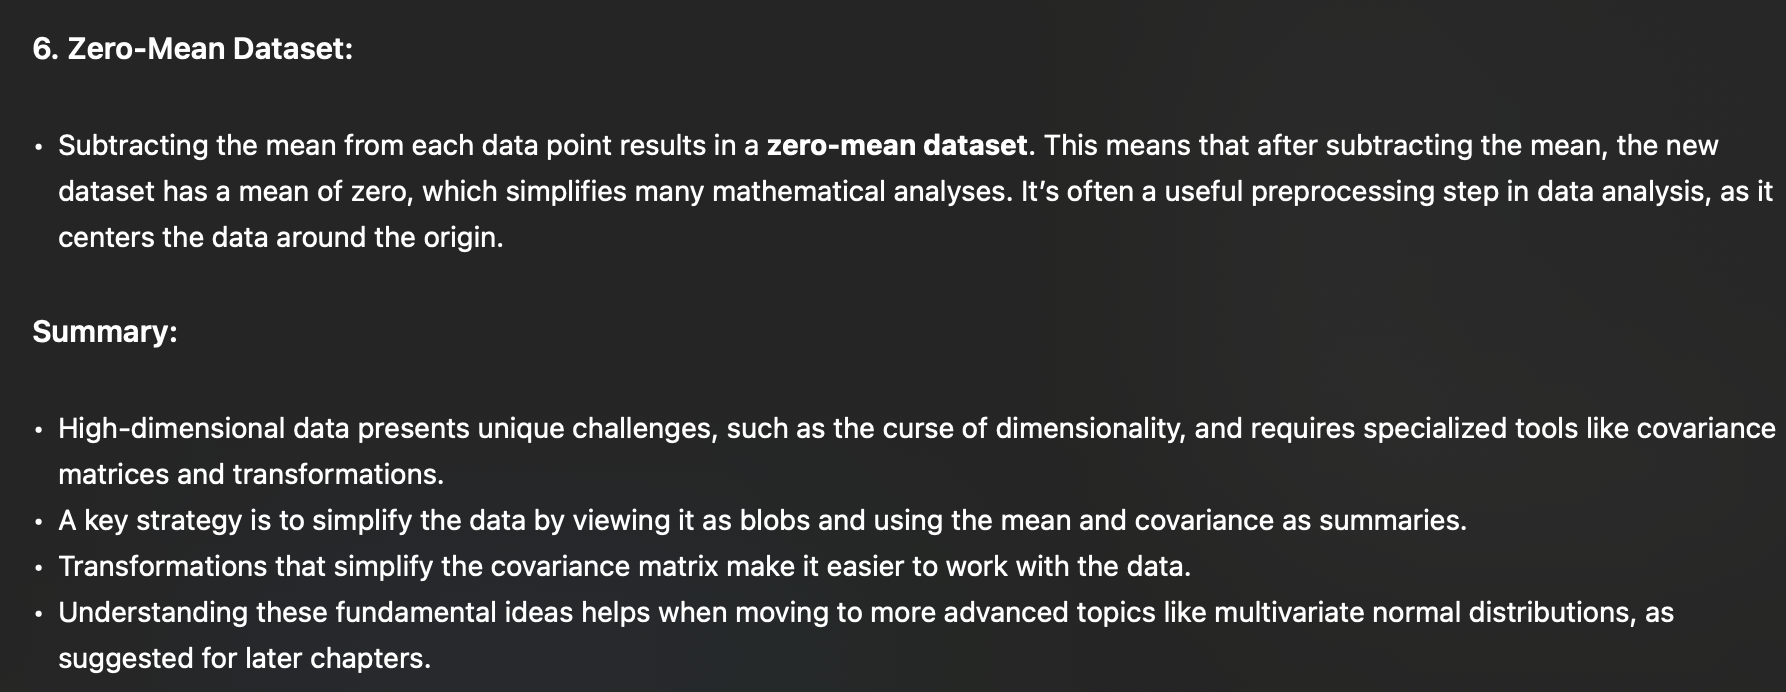 6. Zero-Mean Dataset:
• Subtracting the mean from each data point results in a zero-mean dataset. This means that after subtracting the mean, the new
dataset has a mean of zero, which simplifies many mathematical analyses. It’s often a useful preprocessing step in data analysis, as it
centers the data around the origin.
Summary:
• High-dimensional data presents unique challenges, such as the curse of dimensionality, and requires specialized tools like covariance
matrices and transformations.
• A key strategy is to simplify the data by viewing it as blobs and using the mean and covariance as summaries.
• Transformations that simplify the covariance matrix make it easier to work with the data.
• Understanding these fundamental ideas helps when moving to more advanced topics like multivariate normal distributions, as
suggested for later chapters.